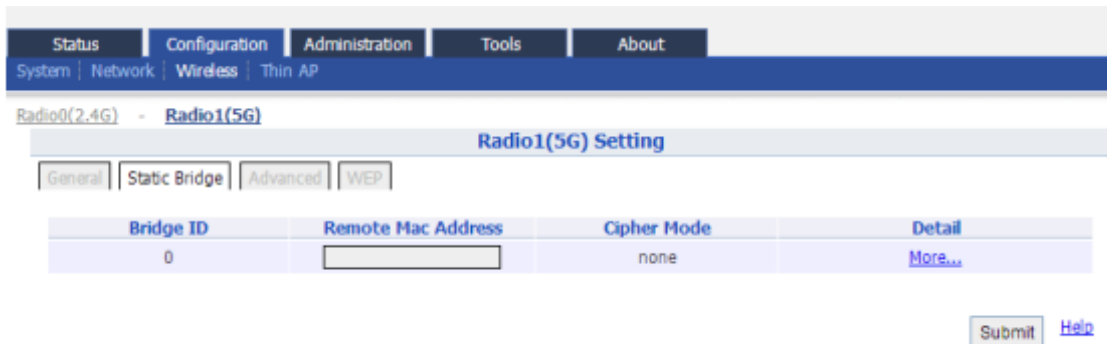 Status Configuration Administration Tools About
System Network Wireless Thin AP
Radio0(2.4G) - Radio1(5G)
Radio1(5G) Setting
General Static Bridge Advanced WEP
Bridge ID Remote Mac Address Cipher Mode Detail
0 none More...
Submit Help